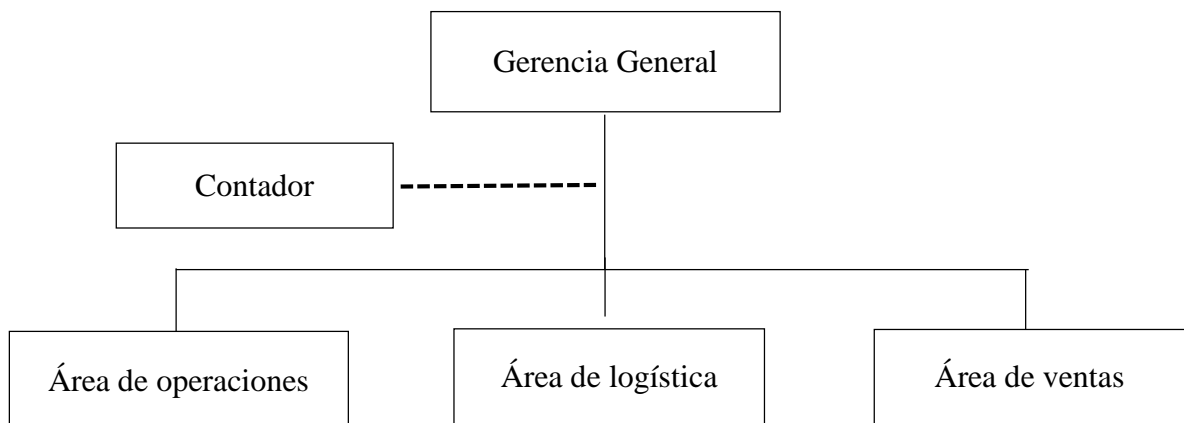 Gerencia General
Contador
Área de operaciones
Área de logística
Área de ventas